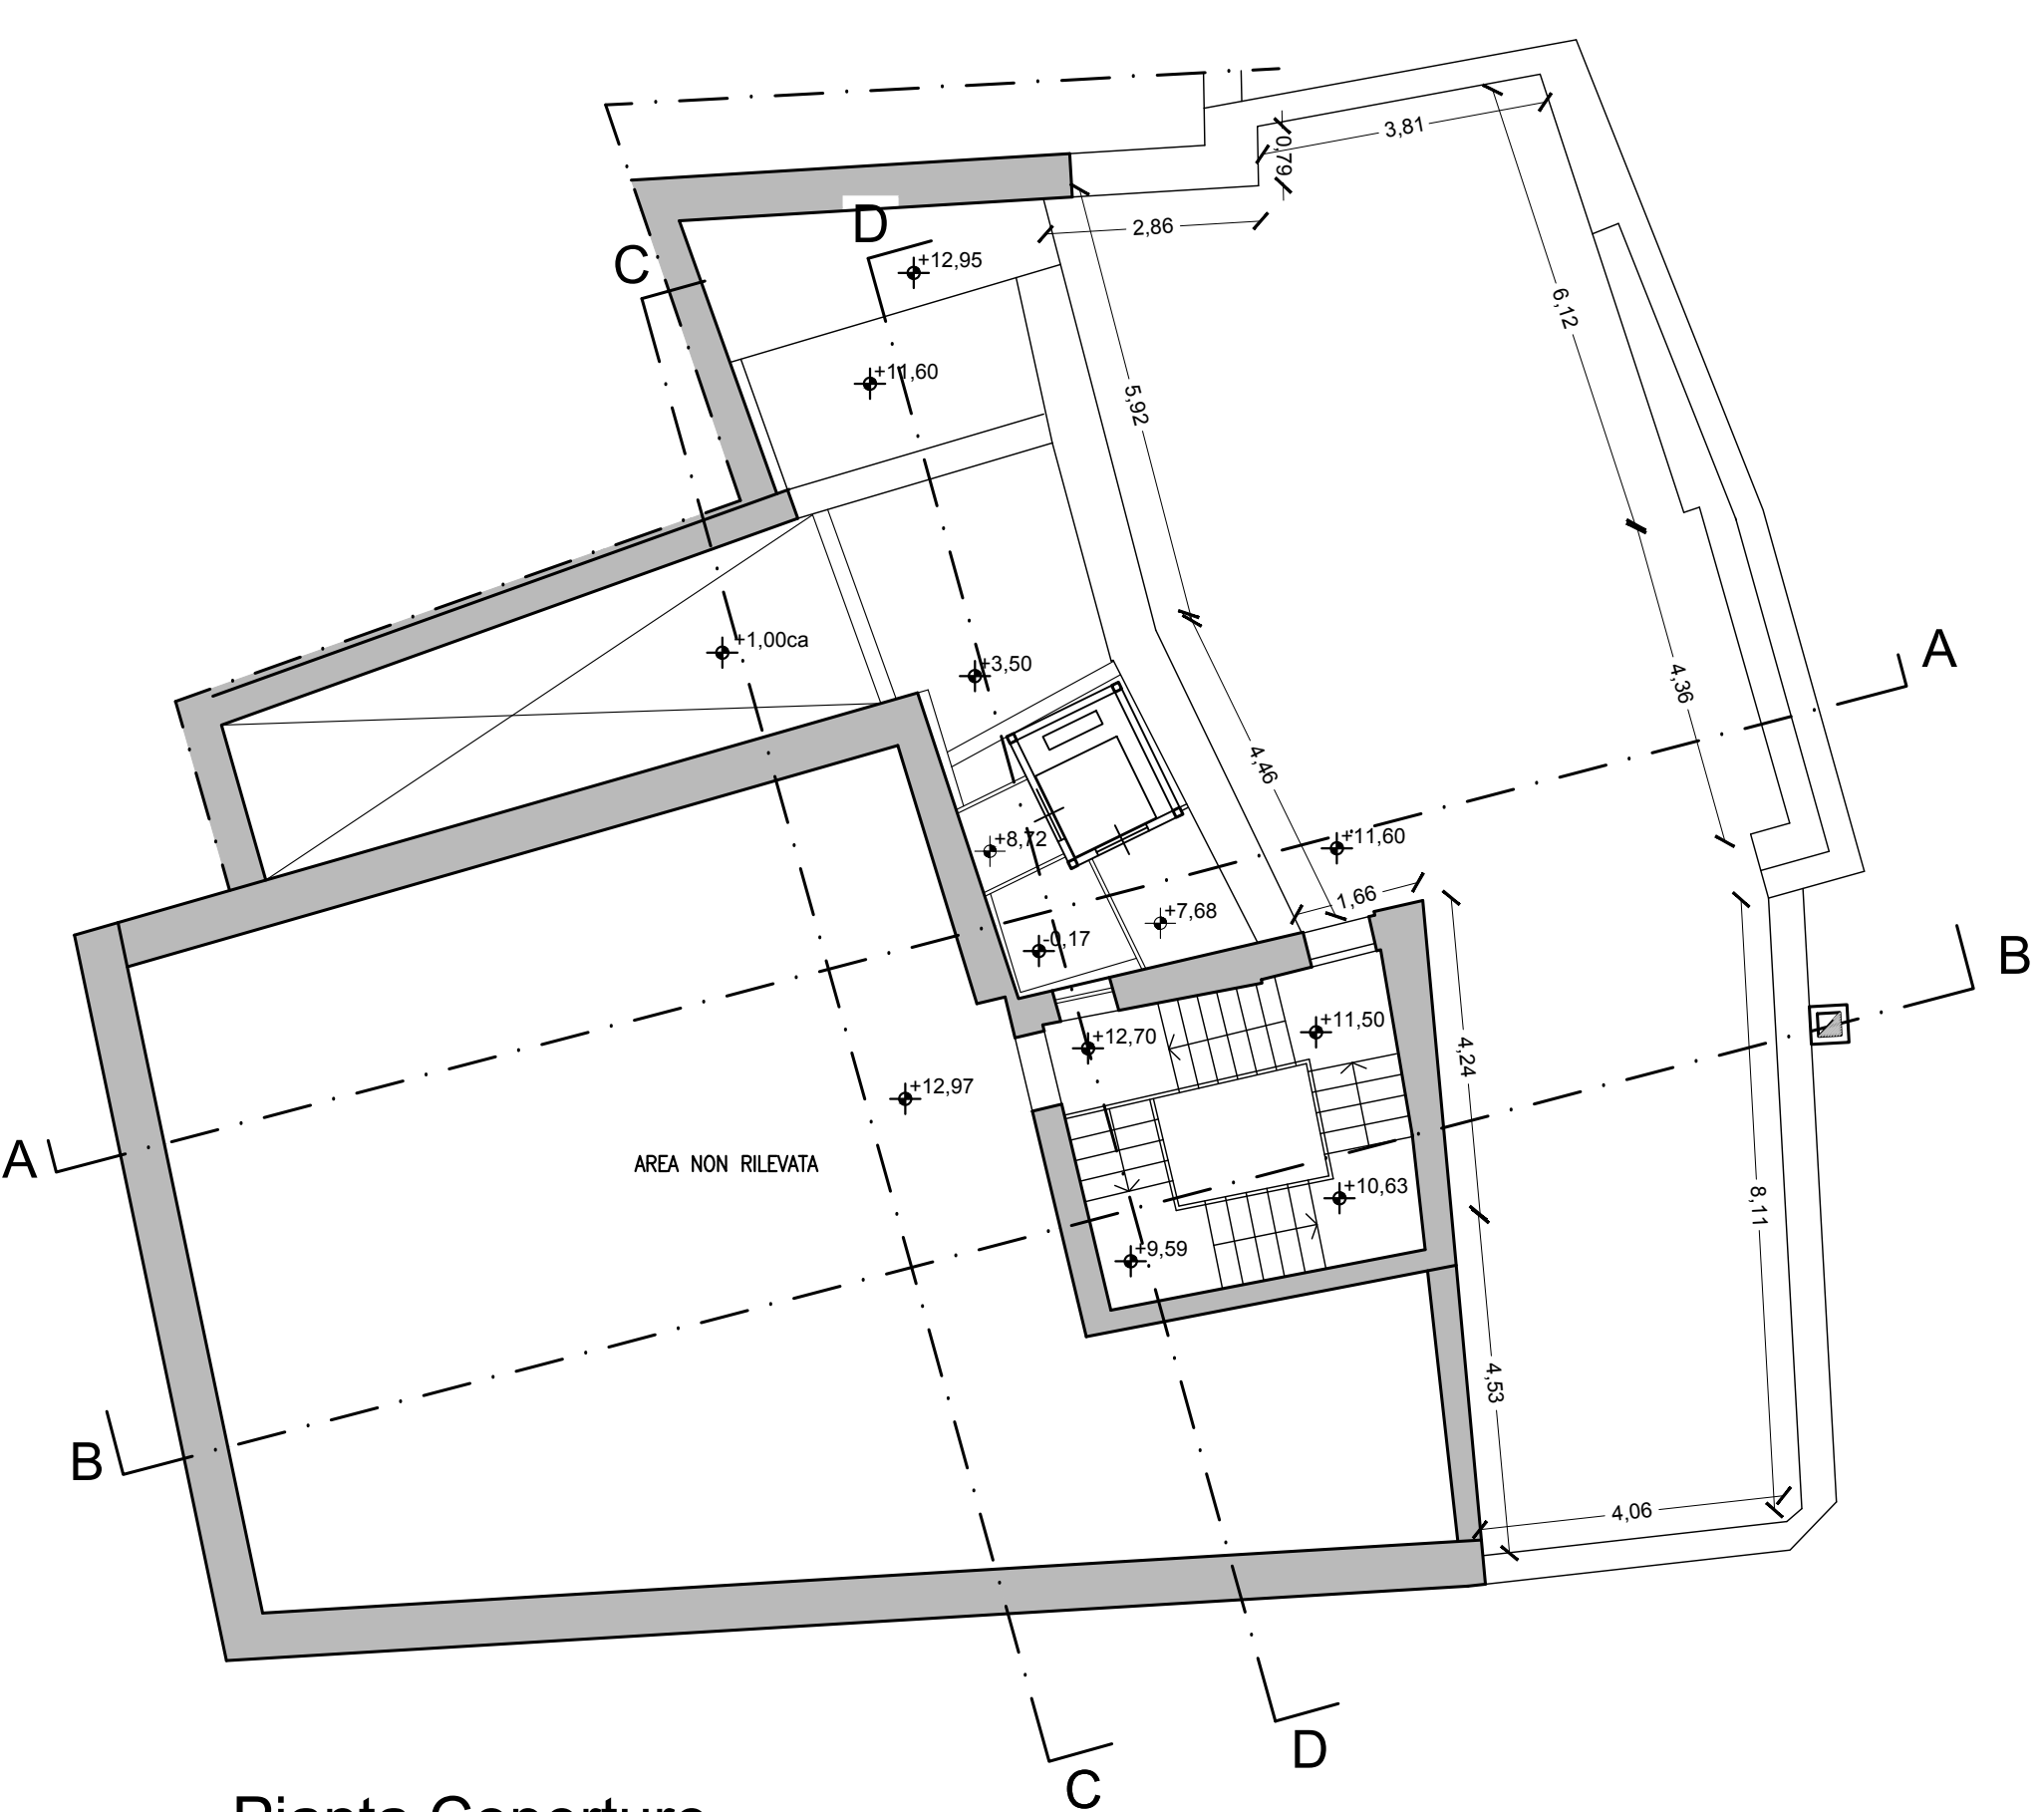 3,81
0,79
D
2,86
C
+12,95
6,12
+11,60
5,92
+1,00ca
+3,50
A
4,36
4,46
+8,72
+11,60
1,66
+7,68
-0,17
B
+11,50
+12,70
4,24
+12,97
A
AREA NON RILEVATA
+10,63
8,11
+9,59
4,53
B
4,06
D
C
Pianta Coperture